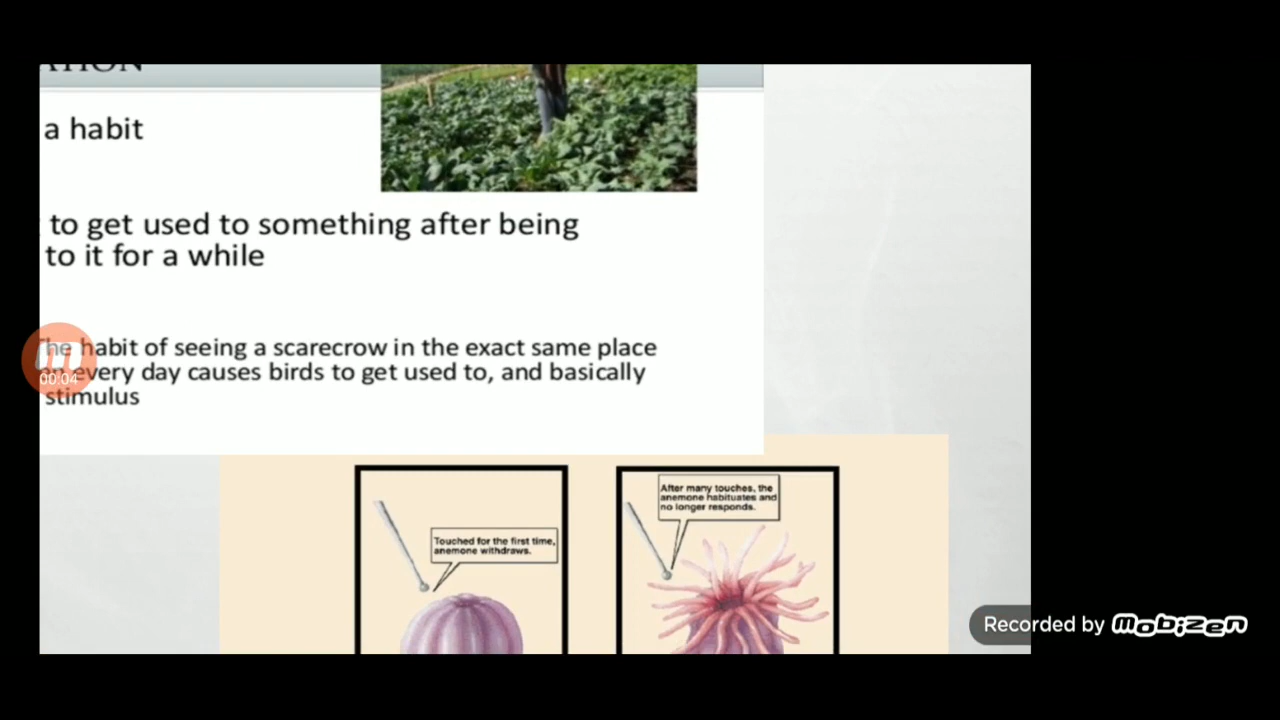 ATION
a habit
to get used to something after being
to it for a while
The habit of seeing a scarecrow in the exact same place
every day causes birds to get used to, and basically
stimulus
00:04
After many touches, the
anemone habituates and
no longer responds.
Touched for the first time,
anemone withdraws.
Recorded by mobizen